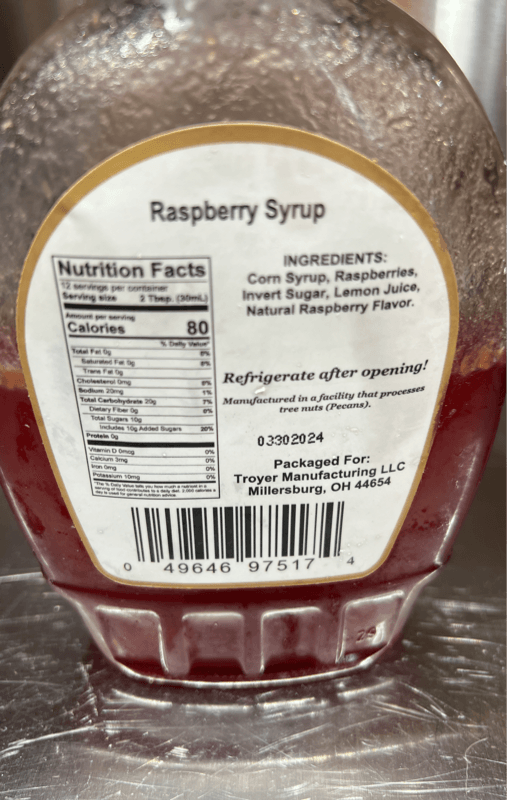 Raspberry Syrup
Nutrition Facts
12 servings per container
Serving size 2 Tbsp. (30mL)
Amount per serving
Calories 80
% Daily Value*
Total Fat 0g 0%
Saturated Fat 0g 0%
Trans Fat 0g
Cholesterol 0mg 0%
Sodium 20mg 1%
Total Carbohydrate 20g 7%
Dietary Fiber 0g 0%
Total Sugars 10g
Includes 10g Added Sugars 20%
Protein 0g
Vitamin D 0mcg 0%
Calcium 3mg 0%
Iron 0mg 0%
Potassium 10mg 0%
INGREDIENTS:
Corn Syrup, Raspberries,
Invert Sugar, Lemon Juice,
Natural Raspberry Flavor.
Refrigerate after opening!
Manufactured in a facility that processes
tree nuts (Pecans).
03302024
Packaged For:
Troyer Manufacturing LLC
Millersburg, OH 44654
0 49646 97517 4